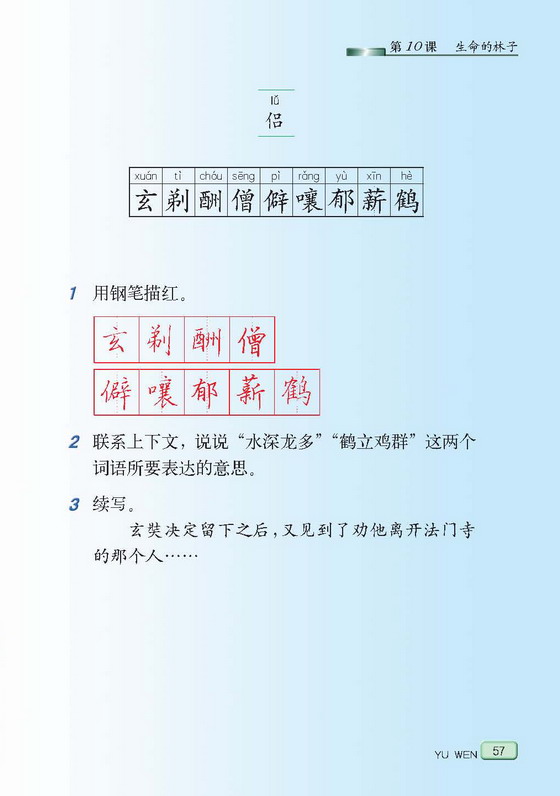 第10课 生命的林子
lǚ
侣
xuán tì chóu sēng pì rǎng yù xīn hè
玄 剃 酬 僧 僻 嚷 郁 薪 鹤
1 用钢笔描红。
玄 剃 酬 僧
僻 嚷 郁 薪 鹤
2 联系上下文，说说“水深龙多”“鹤立鸡群”这两个
词语所要表达的意思。
3 续写。
玄奘决定留下之后，又见到了劝他离开法门寺
的那个人……
YU WEN 57